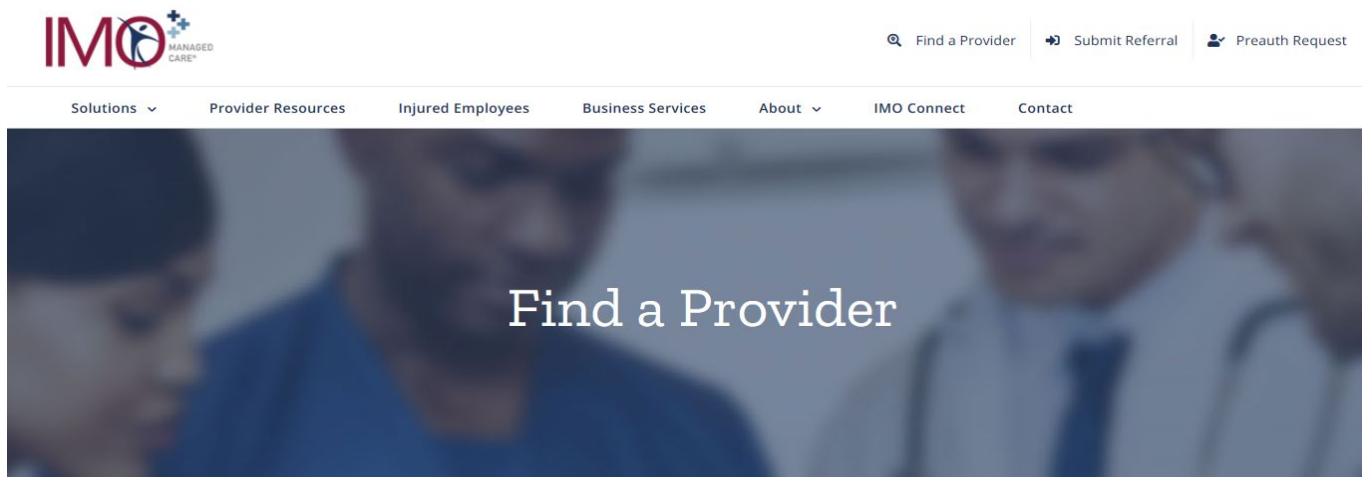 IMO MANAGED
CARE®
Find a Provider
Submit Referral
Preauth Request
Solutions
Provider Resources
Injured Employees
Business Services
About
IMO Connect
Contact
Find a Provider